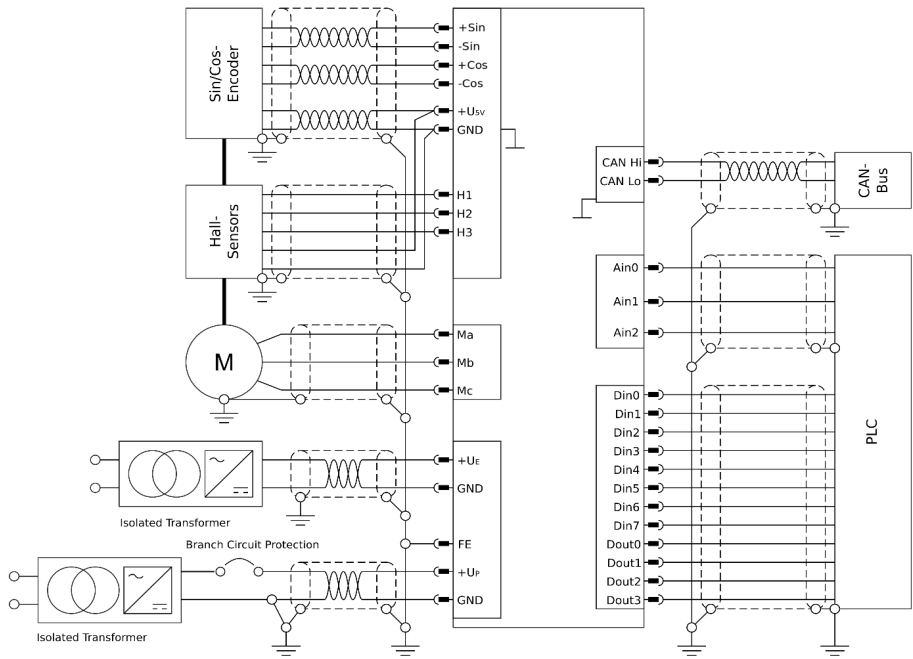 Sin/Cos-
Encoder
+Sin
-Sin
+Cos
-Cos
+U5V
GND
Hall-
Sensors
H1
H2
H3
M
Ma
Mb
Mc
+UE
GND
Isolated Transformer
Branch Circuit Protection
FE
+UP
GND
Isolated Transformer
CAN Hi
CAN Lo
CAN-
Bus
Ain0
Ain1
Ain2
Din0
Din1
Din2
Din3
Din4
Din5
Din6
Din7
Dout0
Dout1
Dout2
Dout3
PLC